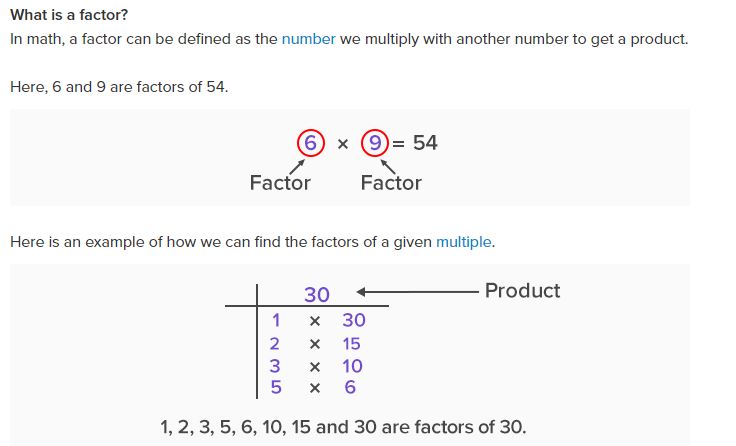 What is a factor?
In math, a factor can be defined as the number we multiply with another number to get a product.
Here, 6 and 9 are factors of 54.
6 × 9 = 54
Factor Factor
Here is an example of how we can find the factors of a given multiple.
30 Product
1 × 30
2 × 15
3 × 10
5 × 6
1, 2, 3, 5, 6, 10, 15 and 30 are factors of 30.